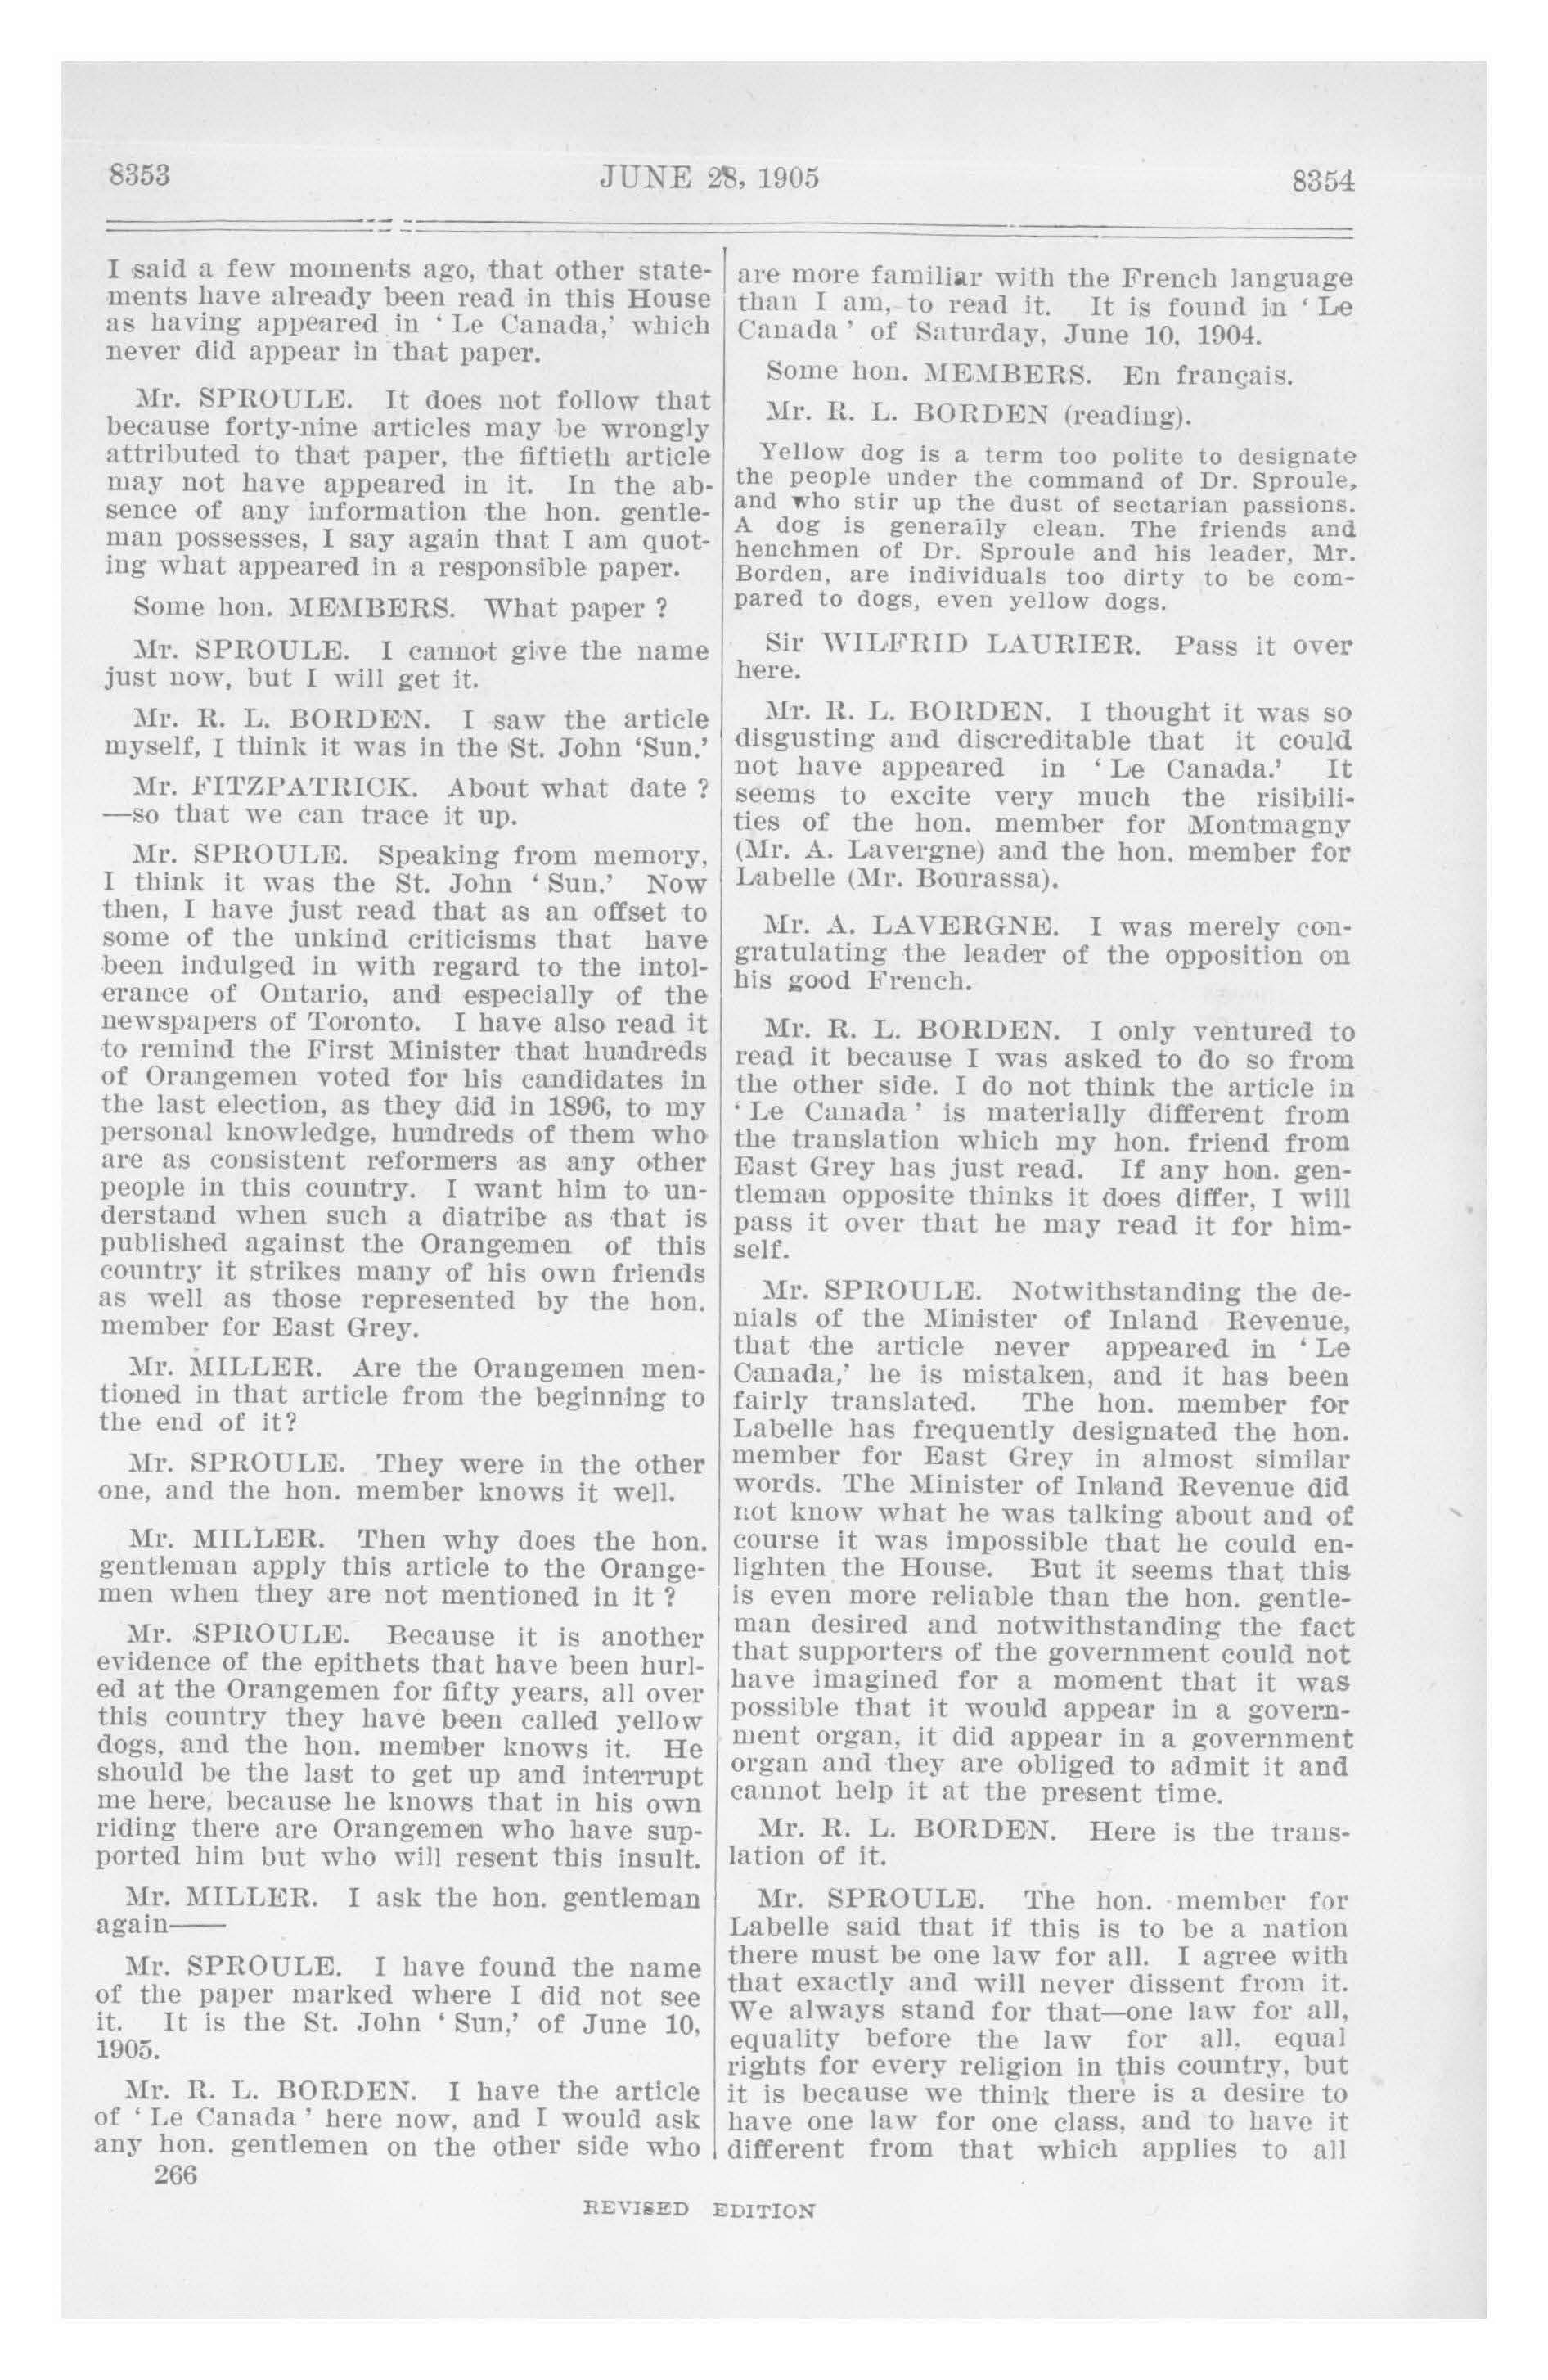 8353
JUNE 28, 1905
8354
I said a few moments ago, that other state-
ments have already been read in this House
as having appeared in ‘ Le Canada,’ which
never did appear in that paper.
Mr. SPROULE. It does not follow that
because forty-nine articles may be wrongly
attributed to that paper, the fiftieth article
may not have appeared in it. In the ab-
sence of any information the hon. gentle-
man possesses, I say again that I am quot-
ing what appeared in a responsible paper.
Some hon. MEMBERS. What paper ?
Mr. SPROULE. I cannot give the name
just now, but I will get it.
Mr. R. L. BORDEN. I saw the article
myself, I think it was in the St. John ‘Sun.’
Mr. FITZPATRICK. About what date ?
—so that we can trace it up.
Mr. SPROULE. Speaking from memory,
I think it was the St. John ‘ Sun.’ Now
then, I have just read that as an offset to
some of the unkind criticisms that have
been indulged in with regard to the intol-
erance of Ontario, and especially of the
newspapers of Toronto. I have also read it
to remind the First Minister that hundreds
of Orangemen voted for his candidates in
the last election, as they did in 1896, to my
personal knowledge, hundreds of them who
are as consistent reformers as any other
people in this country. I want him to un-
derstand when such a diatribe as that is
published against the Orangemen of this
country it strikes many of his own friends
as well as those represented by the hon.
member for East Grey.
Mr. MILLER. Are the Orangemen men-
tioned in that article from the beginning to
the end of it?
Mr. SPROULE. They were in the other
one, and the hon. member knows it well.
Mr. MILLER. Then why does the hon.
gentleman apply this article to the Orange-
men when they are not mentioned in it ?
Mr. SPROULE. Because it is another
evidence of the epithets that have been hurl-
ed at the Orangemen for fifty years, all over
this country they have been called yellow
dogs, and the hon. member knows it. He
should be the last to get up and interrupt
me here, because he knows that in his own
riding there are Orangemen who have sup-
ported him but who will resent this insult.
Mr. MILLER. I ask the hon. gentleman
again——
Mr. SPROULE. I have found the name
of the paper marked where I did not see
it. It is the St. John ‘ Sun,’ of June 10,
1905.
Mr. R. L. BORDEN. I have the article
of ‘ Le Canada ’ here now, and I would ask
any hon. gentlemen on the other side who
266
are more familiar with the French language
than I am, to read it. It is found in ‘ Le
Canada ’ of Saturday, June 10, 1904.
Some hon. MEMBERS. En français.
Mr. R. L. BORDEN (reading).
Yellow dog is a term too polite to designate
the people under the command of Dr. Sproule,
and who stir up the dust of sectarian passions.
A dog is generally clean. The friends and
henchmen of Dr. Sproule and his leader, Mr.
Borden, are individuals too dirty to be com-
pared to dogs, even yellow dogs.
Sir WILFRID LAURIER. Pass it over
here.
Mr. R. L. BORDEN. I thought it was so
disgusting and discreditable that it could
not have appeared in ‘ Le Canada.’ It
seems to excite very much the risibili-
ties of the hon. member for Montmagny
(Mr. A. Lavergne) and the hon. member for
Labelle (Mr. Bourassa).
Mr. A. LAVERGNE. I was merely con-
gratulating the leader of the opposition on
his good French.
Mr. R. L. BORDEN. I only ventured to
read it because I was asked to do so from
the other side. I do not think the article in
‘ Le Canada ’ is materially different from
the translation which my hon. friend from
East Grey has just read. If any hon. gen-
tleman opposite thinks it does differ, I will
pass it over that he may read it for him-
self.
Mr. SPROULE. Notwithstanding the de-
nials of the Minister of Inland Revenue,
that the article never appeared in ‘ Le
Canada,’ he is mistaken, and it has been
fairly translated. The hon. member for
Labelle has frequently designated the hon.
member for East Grey in almost similar
words. The Minister of Inland Revenue did
not know what he was talking about and of
course it was impossible that he could en-
lighten the House. But it seems that this
is even more reliable than the hon. gentle-
man desired and notwithstanding the fact
that supporters of the government could not
have imagined for a moment that it was
possible that it would appear in a govern-
ment organ, it did appear in a government
organ and they are obliged to admit it and
cannot help it at the present time.
Mr. R. L. BORDEN. Here is the trans-
lation of it.
Mr. SPROULE. The hon. member for
Labelle said that if this is to be a nation
there must be one law for all. I agree with
that exactly and will never dissent from it.
We always stand for that—one law for all,
equality before the law for all, equal
rights for every religion in this country, but
it is because we think there is a desire to
have one law for one class, and to have it
different from that which applies to all
REVISED EDITION